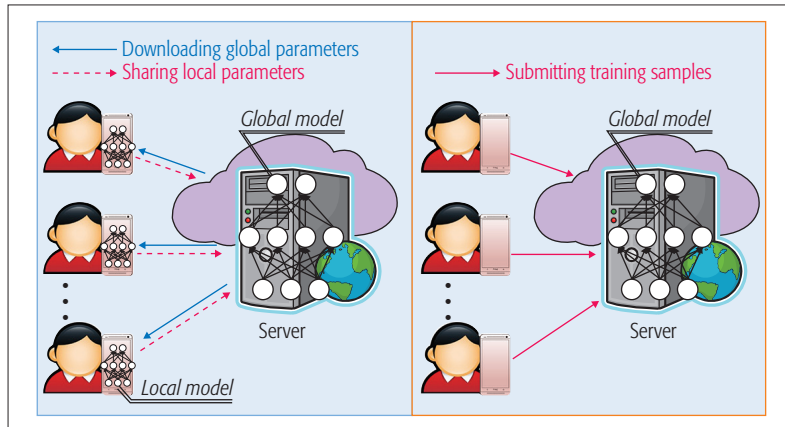 Downloading global parameters
Sharing local parameters
Global model
Server
Local model
Submitting training samples
Global model
Server